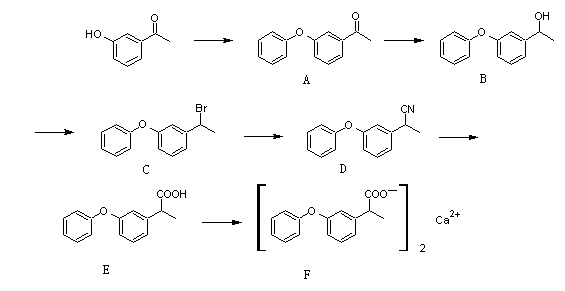 HO O
O O
A
O OH
B
O Br
C
O CN
D
O COOH
E
O COO— 2 Ca2+
F